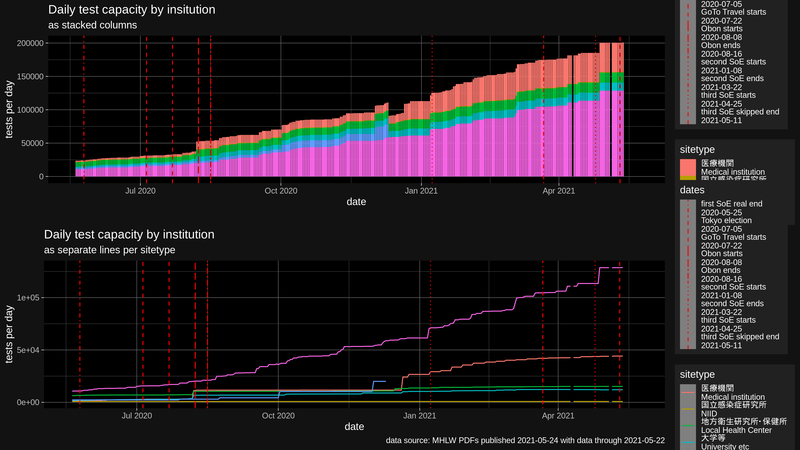 Daily test capacity by insitution
as stacked columns
tests per day
200000
150000
100000
50000
0
Jul 2020
Oct 2020
Jan 2021
Apr 2021
date
2020-07-05
GoTo Travel starts
2020-07-22
Obon starts
2020-08-08
Obon ends
2020-08-16
second SoE starts
2021-01-08
second SoE ends
2021-03-22
third SoE starts
2021-04-25
third SoE skipped end
2021-05-11
sitetype
医療機関
Medical institution
国立感染症研究所
dates
first SoE real end
2020-05-25
Tokyo election
2020-07-05
GoTo Travel starts
2020-07-22
Obon starts
2020-08-08
Obon ends
2020-08-16
second SoE starts
2021-01-08
second SoE ends
2021-03-22
third SoE starts
2021-04-25
third SoE skipped end
2021-05-11
Daily test capacity by institution
as separate lines per sitetype
tests per day
1e+05
5e+04
0e+00
Jul 2020
Oct 2020
Jan 2021
Apr 2021
date
sitetype
医療機関
Medical institution
国立感染症研究所
NIID
地方衛生研究所・保健所
Local Health Center
大学等
University etc
data source: MHLW PDFs published 2021-05-24 with data through 2021-05-22